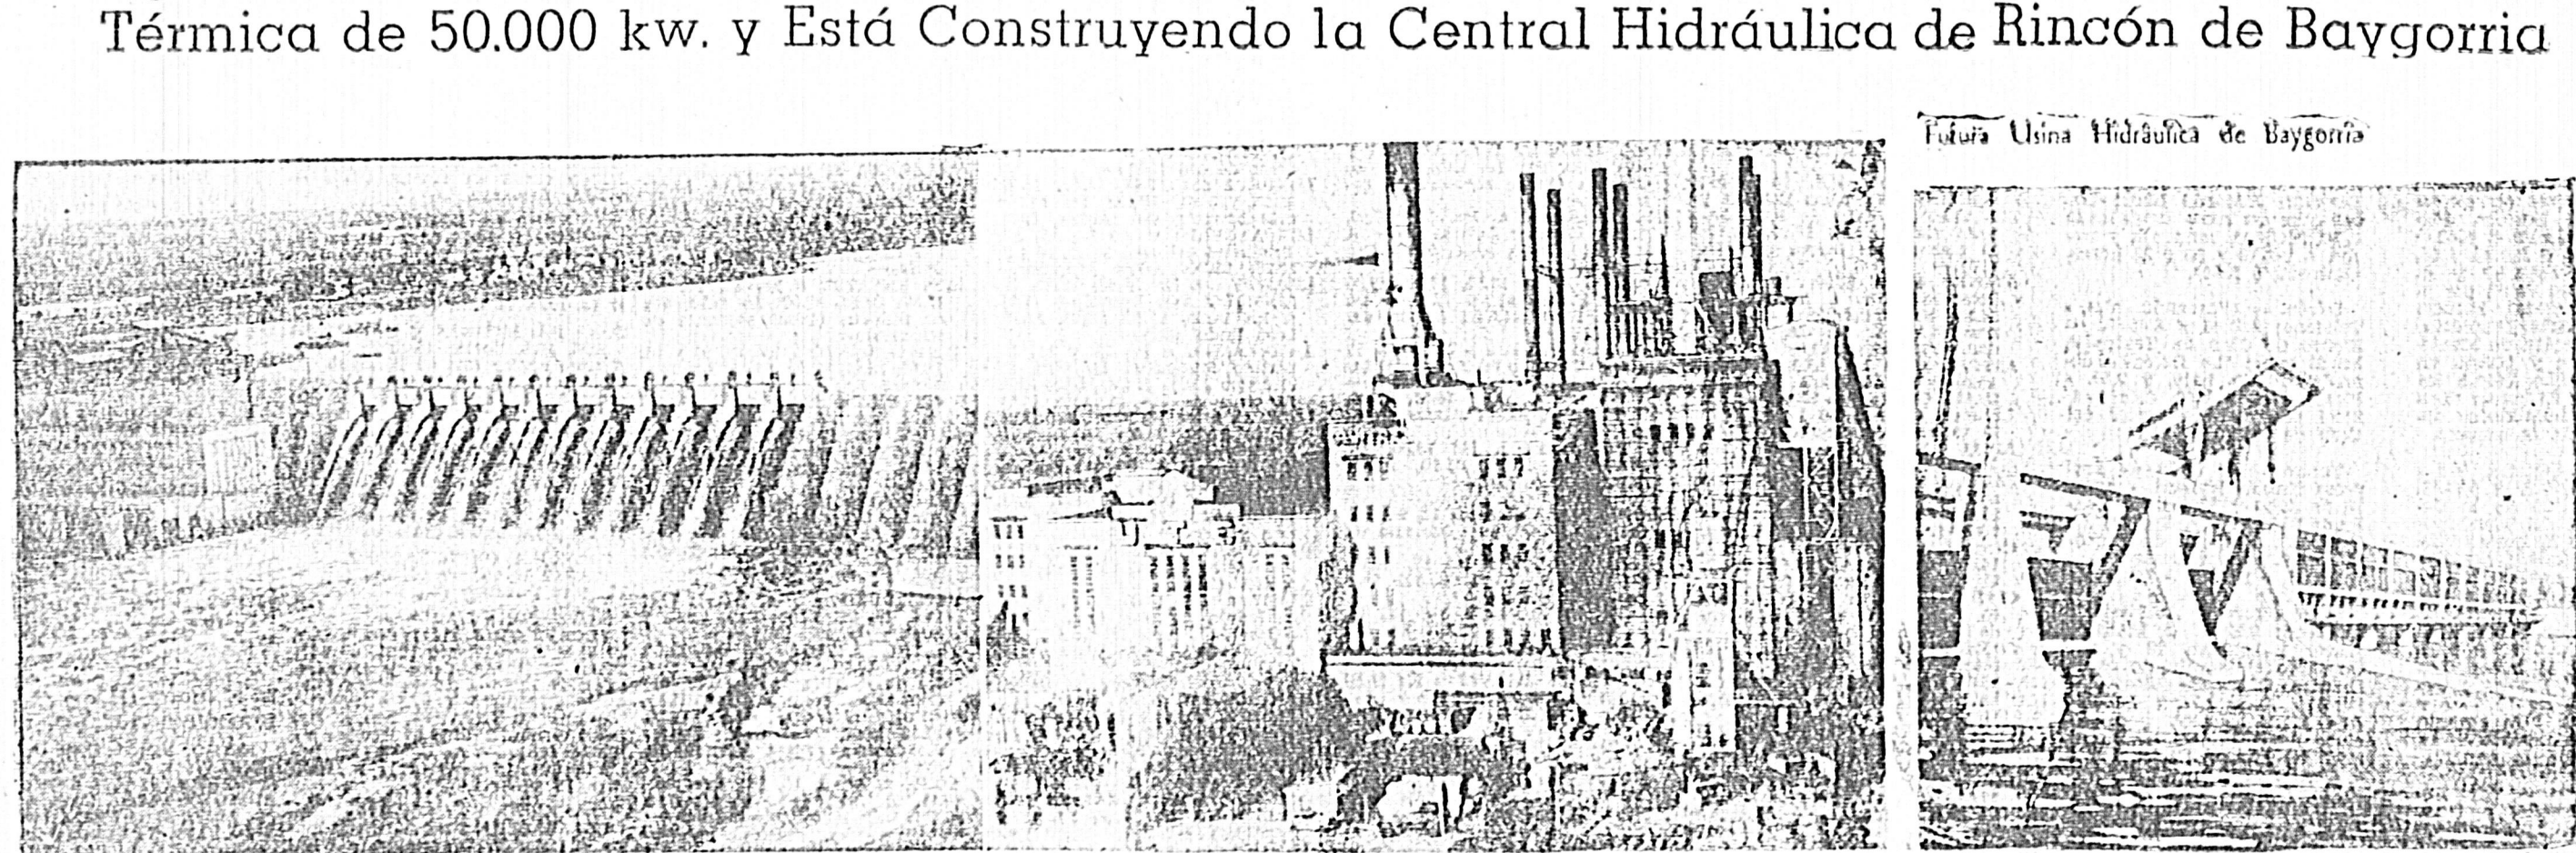 Térmica de 50.000 kw. y Está Construyendo la Central Hidráulica de Rincón de Baygorria
Futura Usina Hidráulica de Baygorria